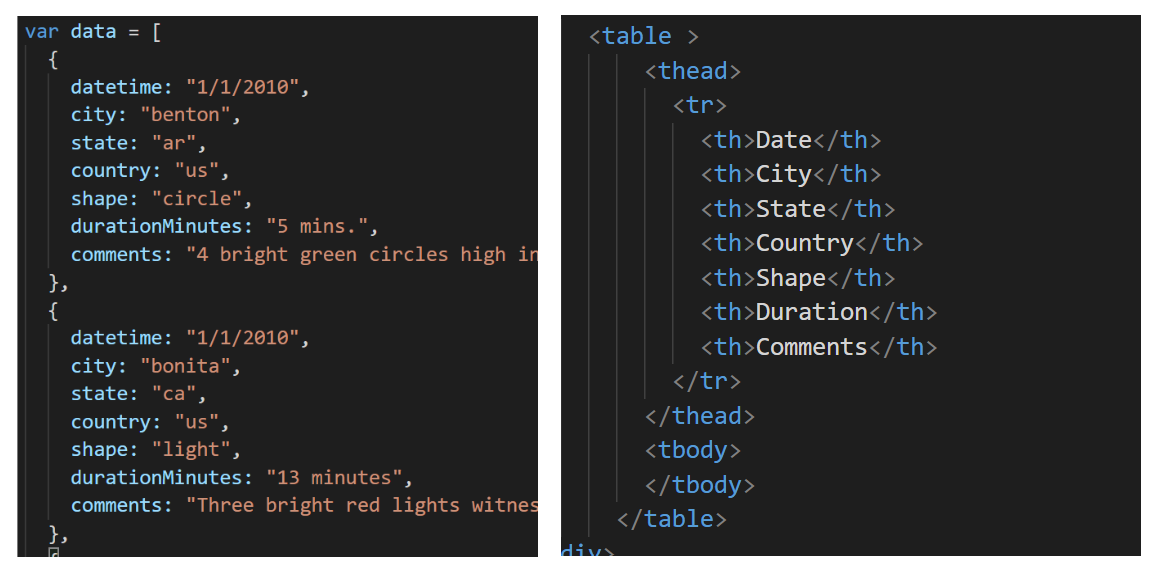 var data = [
{
datetime: "1/1/2010",
city: "benton",
state: "ar",
country: "us",
shape: "circle",
durationMinutes: "5 mins.",
comments: "4 bright green circles high in
},
{
datetime: "1/1/2010",
city: "bonita",
state: "ca",
country: "us",
shape: "light",
durationMinutes: "13 minutes",
comments: "Three bright red lights witnes
},
<table >
<thead>
<tr>
<th>Date</th>
<th>City</th>
<th>State</th>
<th>Country</th>
<th>Shape</th>
<th>Duration</th>
<th>Comments</th>
</tr>
</thead>
<tbody>
</tbody>
</table>
div>